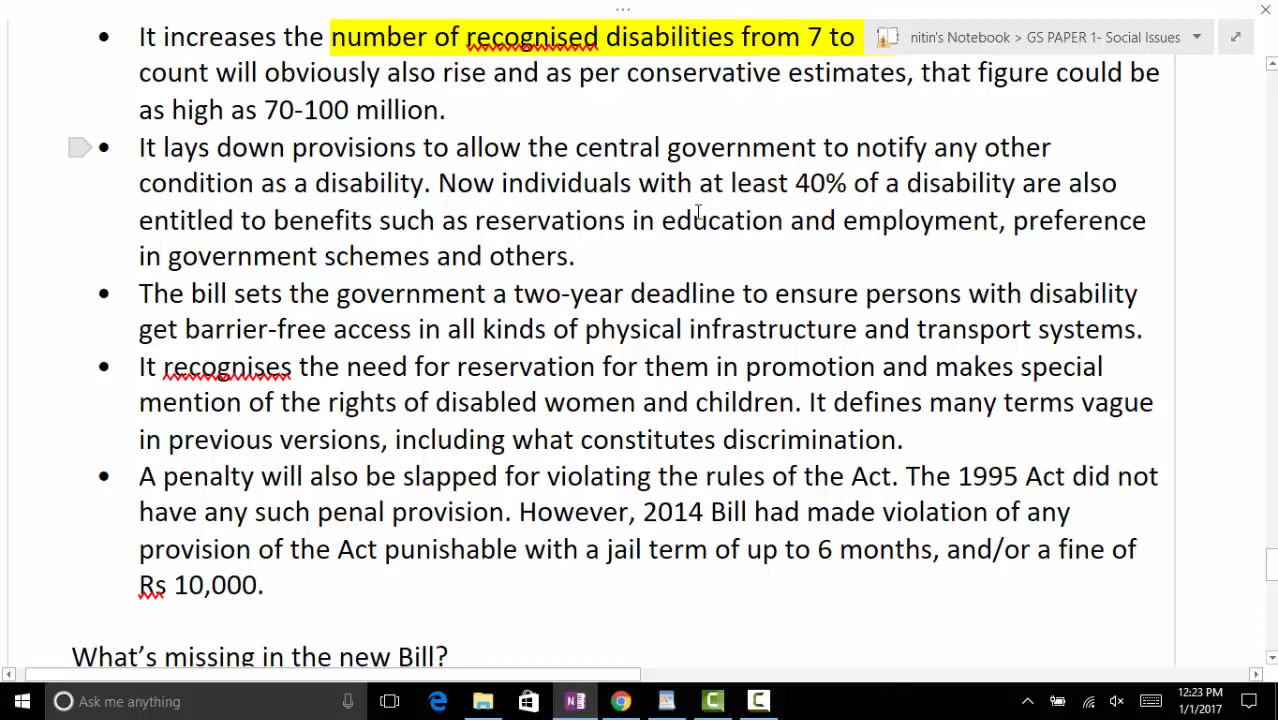 ...
It increases the number of recognised disabilities from 7 to
nitin's Notebook > GS PAPER 1- Social Issues
count will obviously also rise and as per conservative estimates, that figure could be
as high as 70-100 million.
It lays down provisions to allow the central government to notify any other
condition as a disability. Now individuals with at least 40% of a disability are also
entitled to benefits such as reservations in education and employment, preference
in government schemes and others.
The bill sets the government a two-year deadline to ensure persons with disability
get barrier-free access in all kinds of physical infrastructure and transport systems.
It recognises the need for reservation for them in promotion and makes special
mention of the rights of disabled women and children. It defines many terms vague
in previous versions, including what constitutes discrimination.
A penalty will also be slapped for violating the rules of the Act. The 1995 Act did not
have any such penal provision. However, 2014 Bill had made violation of any
provision of the Act punishable with a jail term of up to 6 months, and/or a fine of
Rs 10,000.
What's missing in the new Bill?
Ask me anything
12:23 PM
1/1/2017